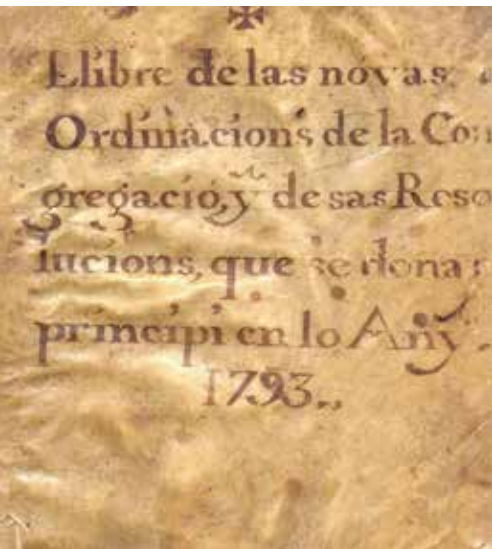 Llibre de las novas
Ordinacions de la Con
gregació, y de sas Reso
lucions, que se dona
principi en lo Any
1793.,